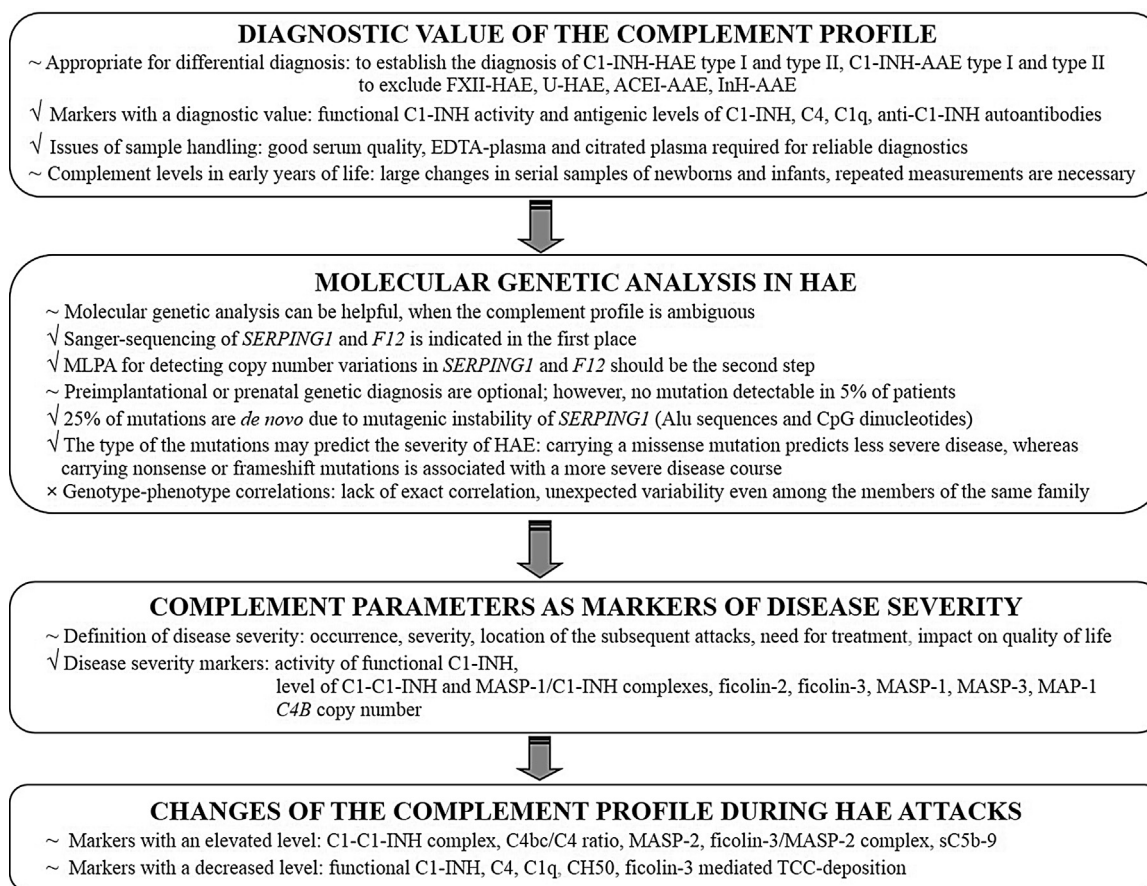 DIAGNOSTIC VALUE OF THE COMPLEMENT PROFILE
~ Appropriate for differential diagnosis: to establish the diagnosis of C1-INH-HAE type I and type II, C1-INH-AAE type I and type II
to exclude FXII-HAE, U-HAE, ACEI-AAE, InH-AAE
√ Markers with a diagnostic value: functional C1-INH activity and antigenic levels of C1-INH, C4, C1q, anti-C1-INH autoantibodies
√ Issues of sample handling: good serum quality, EDTA-plasma and citrated plasma required for reliable diagnostics
~ Complement levels in early years of life: large changes in serial samples of newborns and infants, repeated measurements are necessary
MOLECULAR GENETIC ANALYSIS IN HAE
~ Molecular genetic analysis can be helpful, when the complement profile is ambiguous
√ Sanger-sequencing of SERPING1 and F12 is indicated in the first place
√ MLPA for detecting copy number variations in SERPING1 and F12 should be the second step
~ Preimplantational or prenatal genetic diagnosis are optional; however, no mutation detectable in 5% of patients
√ 25% of mutations are de novo due to mutagenic instability of SERPING1 (Alu sequences and CpG dinucleotides)
√ The type of the mutations may predict the severity of HAE: carrying a missense mutation predicts less severe disease, whereas
carrying nonsense or frameshift mutations is associated with a more severe disease course
× Genotype-phenotype correlations: lack of exact correlation, unexpected variability even among the members of the same family
COMPLEMENT PARAMETERS AS MARKERS OF DISEASE SEVERITY
~ Definition of disease severity: occurrence, severity, location of the subsequent attacks, need for treatment, impact on quality of life
√ Disease severity markers: activity of functional C1-INH,
level of C1-C1-INH and MASP-1/C1-INH complexes, ficolin-2, ficolin-3, MASP-1, MASP-3, MAP-1
C4B copy number
CHANGES OF THE COMPLEMENT PROFILE DURING HAE ATTACKS
~ Markers with an elevated level: C1-C1-INH complex, C4bc/C4 ratio, MASP-2, ficolin-3/MASP-2 complex, sC5b-9
~ Markers with a decreased level: functional C1-INH, C4, C1q, CH50, ficolin-3 mediated TCC-deposition